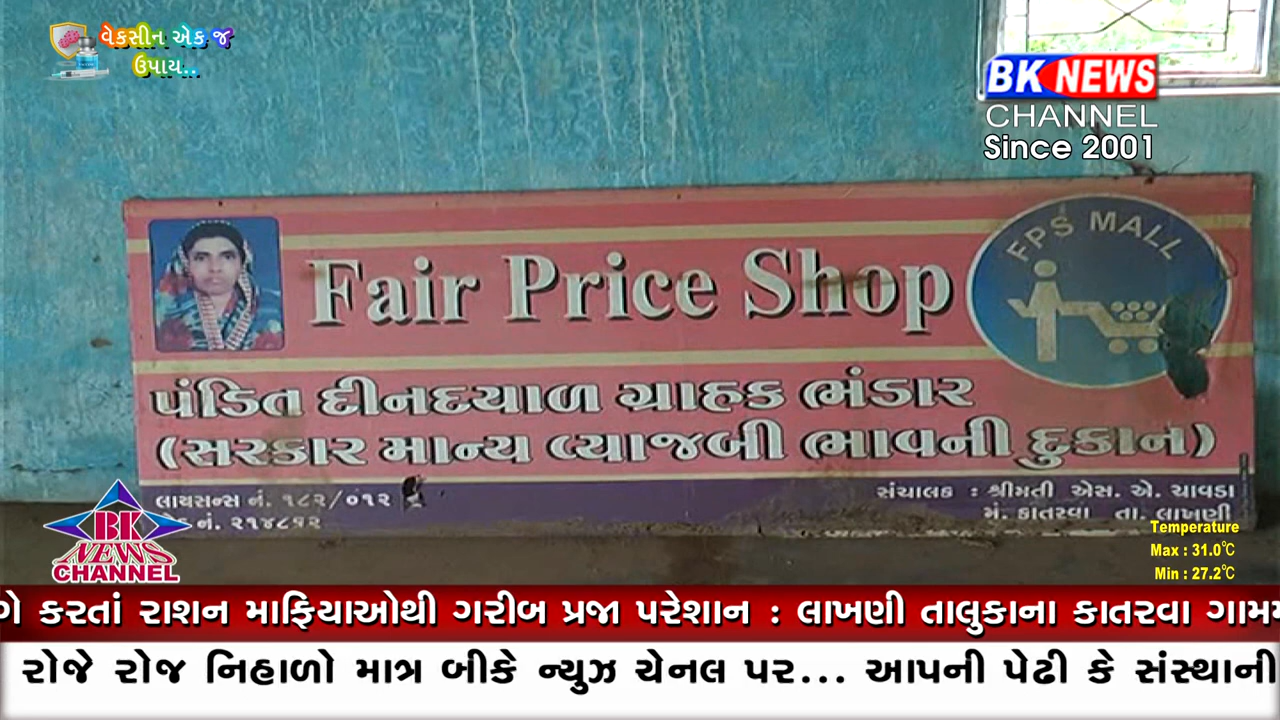 વેક્સીન એક જ
ઉપાય..
BK NEWS
CHANNEL
Since 2001
FPS MALL
Fair Price Shop
પંડિત દીનદયાળ ગ્રાહક ભંડાર
(સરકાર માન્ય વ્યાજબી ભાવની દુકાન)
લાયસન્સ નં. ૧૮૨/૦૧૨
સંચાલક : શ્રીમતી એસ. એ. ચાવડા
નં. ૨૧૪૮૧૨
મં. કાતરવા તા. લાખણી
BK
NEWS
CHANNEL
Temperature
Max : 31.0℃
Min : 27.2℃
ગે કરતાં રાશન માફિયાઓથી ગરીબ પ્રજા પરેશાન : લાખણી તાલુકાના કાતરવા ગામમ
રોજે રોજ નિહાળો માત્ર બીકે ન્યુઝ ચેનલ પર... આપની પેઢી કે સંસ્થાની